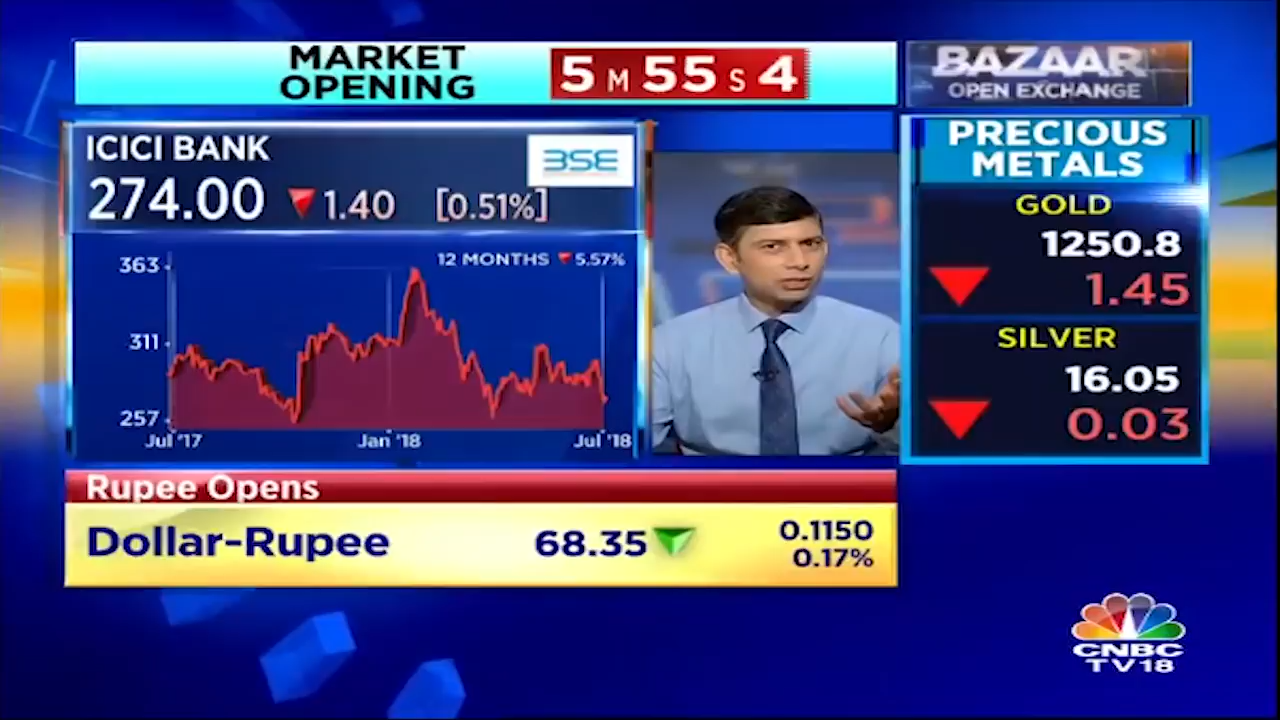 MARKET
OPENING
5 M 55 S 4
BAZAAR
OPEN EXCHANGE
ICICI BANK
BSE
274.00 1.40 [0.51%]
12 MONTHS 5.57%
363
311
257
Jul '17 Jan '18 Jul '18
PRECIOUS
METALS
GOLD
1250.8
1.45
SILVER
16.05
0.03
Rupee Opens
Dollar-Rupee 68.35 0.1150
0.17%
CNBC
TV18